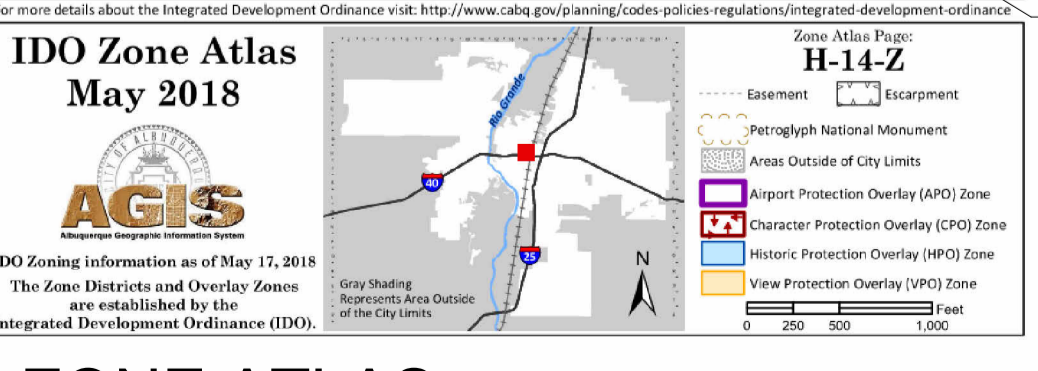 or more details about the Integrated Development Ordinance visit: http://www.cabq.gov/planning/codes-policies-regulations/integrated-development-ordinance
IDO Zone Atlas
May 2018
CITY OF ALBUQUERQUE
AGIS
Albuquerque Geographic Information System
DO Zoning information as of May 17, 2018
The Zone Districts and Overlay Zones
are established by the
ntegrated Development Ordinance (IDO).
Rio Grande
40
25
Gray Shading
Represents Area Outside
of the City Limits
N
Zone Atlas Page:
H-14-Z
Easement
Escarpment
Petroglyph National Monument
Areas Outside of City Limits
Airport Protection Overlay (APO) Zone
Character Protection Overlay (CPO) Zone
Historic Protection Overlay (HPO) Zone
View Protection Overlay (VPO) Zone
Feet
0 250 500 1,000
ZONE ATLAS